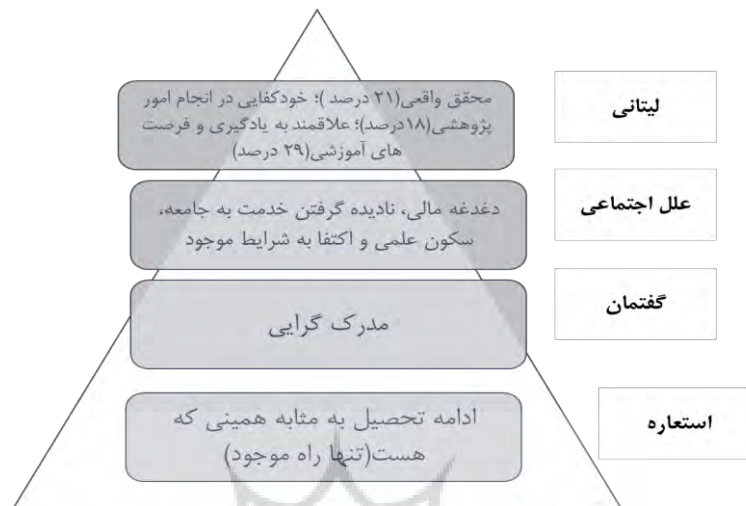 محقق واقعی(۲۱ درصد )؛ خودکفایی در انجام امور
پژوهشی(۱۸درصد)؛ علاقمند به یادگیری و فرصت
های آموزشی(۲۹ درصد)
لیتانی
دغدغه مالی، نادیده گرفتن خدمت به جامعه،
سکون علمی و اکتفا به شرایط موجود
علل اجتماعی
مدرک گرایی
گفتمان
ادامه تحصیل به مثابه همینی که
هست(تنها راه موجود)
استعاره